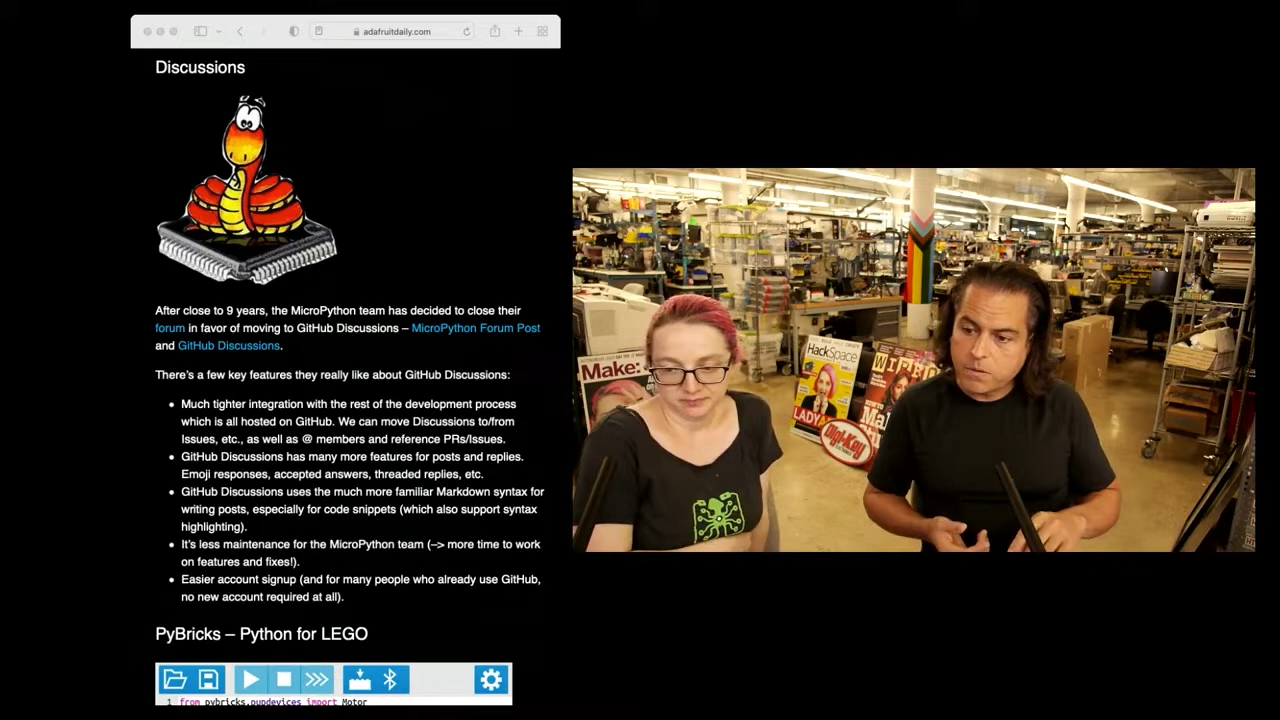 adafruitdaily.com
Discussions
After close to 9 years, the MicroPython team has decided to close their
forum in favor of moving to GitHub Discussions – MicroPython Forum Post
and GitHub Discussions.
There's a few key features they really like about GitHub Discussions:
• Much tighter integration with the rest of the development process
which is all hosted on GitHub. We can move Discussions to/from
Issues, etc., as well as @ members and reference PRs/Issues.
• GitHub Discussions has many more features for posts and replies.
Emoji responses, accepted answers, threaded replies, etc.
• GitHub Discussions uses the much more familiar Markdown syntax for
writing posts, especially for code snippets (which also support syntax
highlighting).
• It's less maintenance for the MicroPython team (–> more time to work
on features and fixes!).
• Easier account signup (and for many people who already use GitHub,
no new account required at all).
PyBricks – Python for LEGO
1 from pybricks.pupdevices import Motor
Make:
HackSpace
LADYA
WIRED
Digi-Key
ELECTRONICS